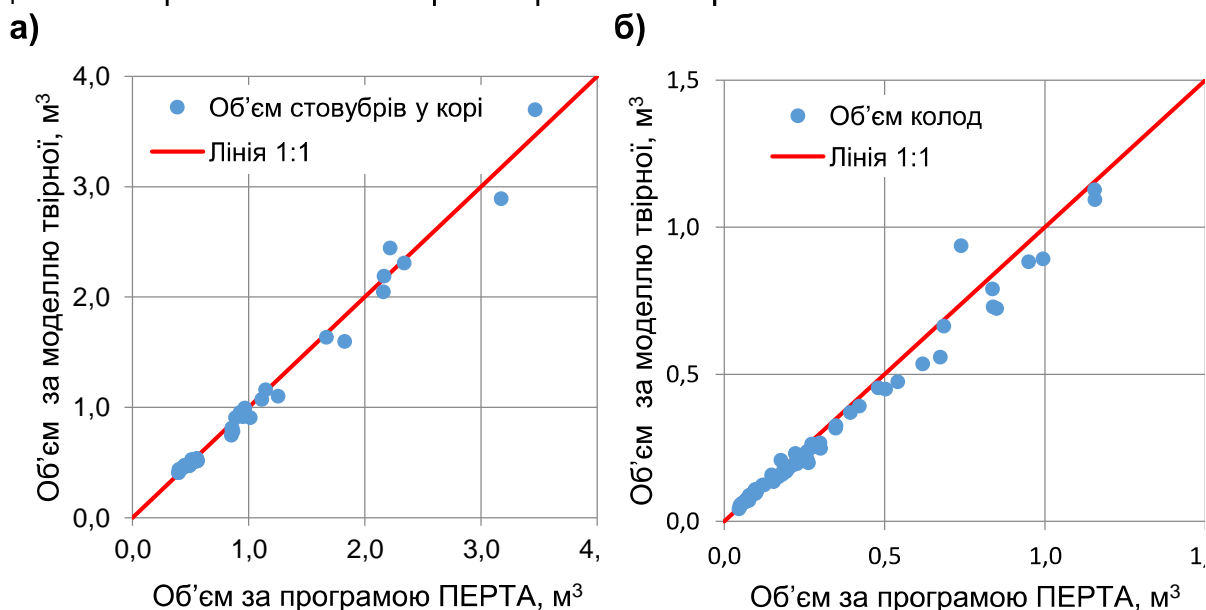 а)
б)
4,0
3,0
2,0
1,0
0,0
0,0
1,0
2,0
3,0
4,
Об’єм за моделлю твірної, м³
Об’єм стовубрів у корі
Лінія 1:1
Об’єм за програмою ПЕРТА, м³
1,5
1,0
0,5
0,0
0,0
0,5
1,0
1,
Об’єм за моделлю твірної, м³
Об’єм колод
Лінія 1:1
Об’єм за програмою ПЕРТА, м³